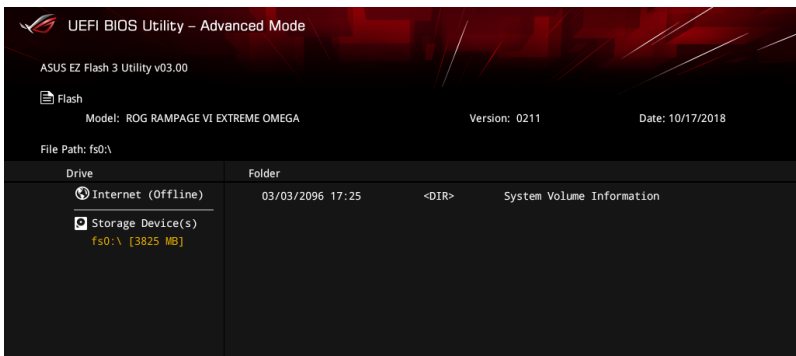 UEFI BIOS Utility – Advanced Mode
ASUS EZ Flash 3 Utility v03.00
Flash
Model: ROG RAMPAGE VI EXTREME OMEGA Version: 0211 Date: 10/17/2018
File Path: fs0:\
Drive Folder
Internet (Offline) 03/03/2096 17:25 <DIR> System Volume Information
Storage Device(s)
fs0:\ [3825 MB]